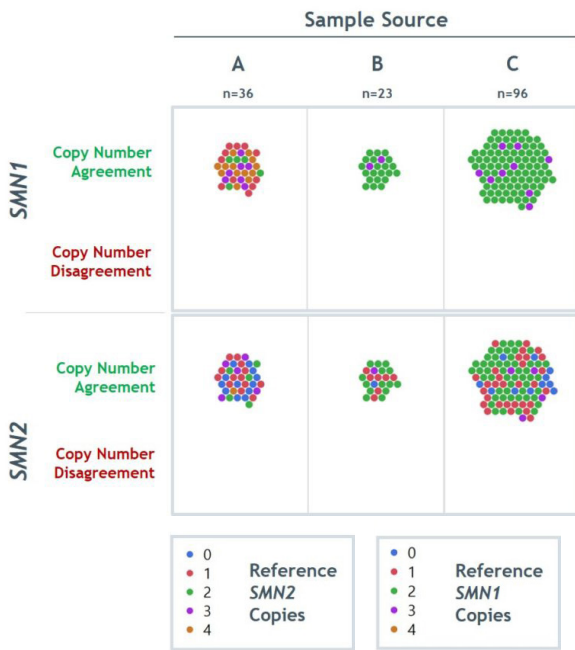 Sample Source
A B C
n=36 n=23 n=96
SMN1
Copy Number
Agreement
Copy Number
Disagreement
SMN2
Copy Number
Agreement
Copy Number
Disagreement
0
1
2
3
4
Reference
SMN2
Copies
0
1
2
3
4
Reference
SMN1
Copies